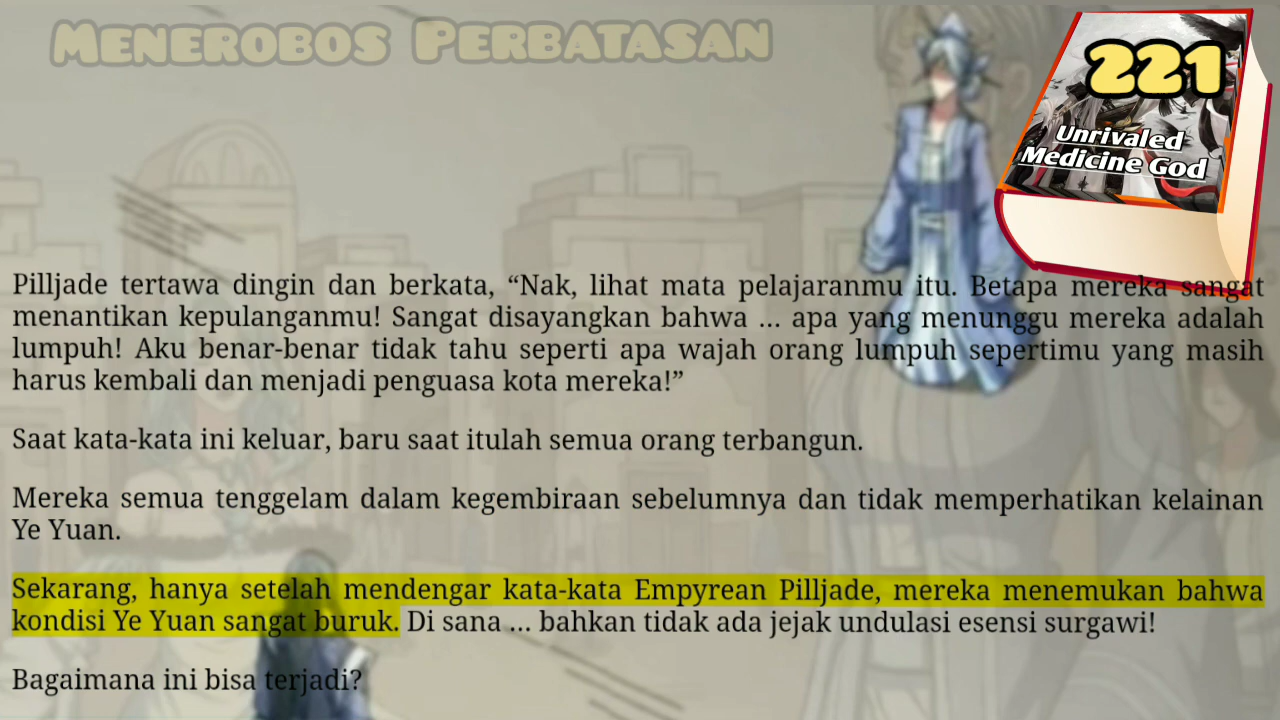 Menerobos Perbatasan
221
Unrivaled
Medicine God
Pilljade tertawa dingin dan berkata, “Nak, lihat mata pelajaranmu itu. Betapa mereka sangat
menantikan kepulanganmu! Sangat disayangkan bahwa ... apa yang menunggu mereka adalah
lumpuh! Aku benar-benar tidak tahu seperti apa wajah orang lumpuh sepertimu yang masih
harus kembali dan menjadi penguasa kota mereka!”
Saat kata-kata ini keluar, baru saat itulah semua orang terbangun.
Mereka semua tenggelam dalam kegembiraan sebelumnya dan tidak memperhatikan kelainan
Ye Yuan.
Sekarang, hanya setelah mendengar kata-kata Empyrean Pilljade, mereka menemukan bahwa
kondisi Ye Yuan sangat buruk. Di sana ... bahkan tidak ada jejak undulasi esensi surgawi!
Bagaimana ini bisa terjadi?